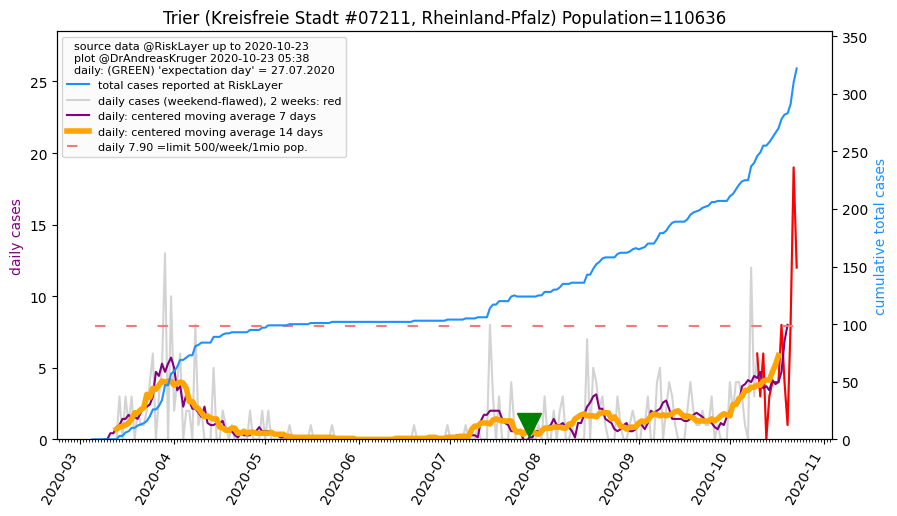 Trier (Kreisfreie Stadt #07211, Rheinland-Pfalz) Population=110636
source data @RiskLayer up to 2020-10-23
plot @DrAndreasKruger 2020-10-23 05:38
daily: (GREEN) 'expectation day' = 27.07.2020
total cases reported at RiskLayer
daily cases (weekend-flawed), 2 weeks: red
daily: centered moving average 7 days
daily: centered moving average 14 days
daily 7.90 =limit 500/week/1mio pop.
daily cases
25
20
15
10
5
0
cumulative total cases
350
300
250
200
150
100
50
0
2020-03
2020-04
2020-05
2020-06
2020-07
2020-08
2020-09
2020-10
2020-11